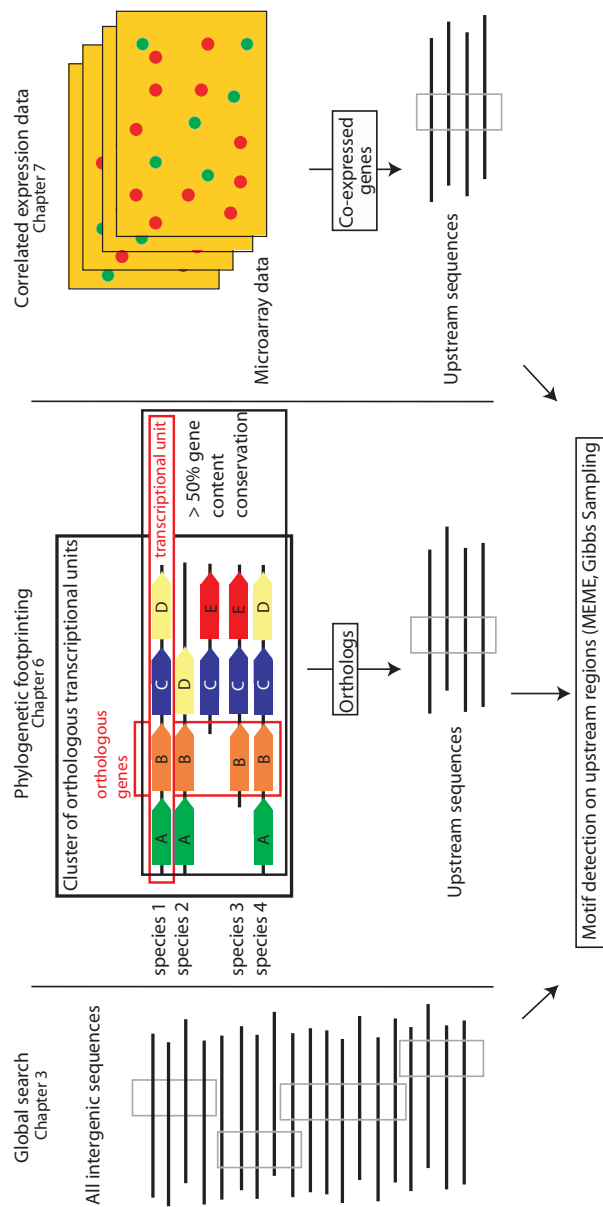 Global search
Chapter 3
All intergenic sequences
Phylogenetic footprinting
Chapter 6
Cluster of orthologous transcriptional units
orthologous
genes
transcriptional unit
> 50% gene
content
conservation
species 1
A B C D
species 2
A B D
C E
species 3
B C E
species 4
A B C D
Orthologs
Upstream sequences
Correlated expression data
Chapter 7
Microarray data
Co-expressed
genes
Upstream sequences
Motif detection on upstream regions (MEME, Gibbs Sampling